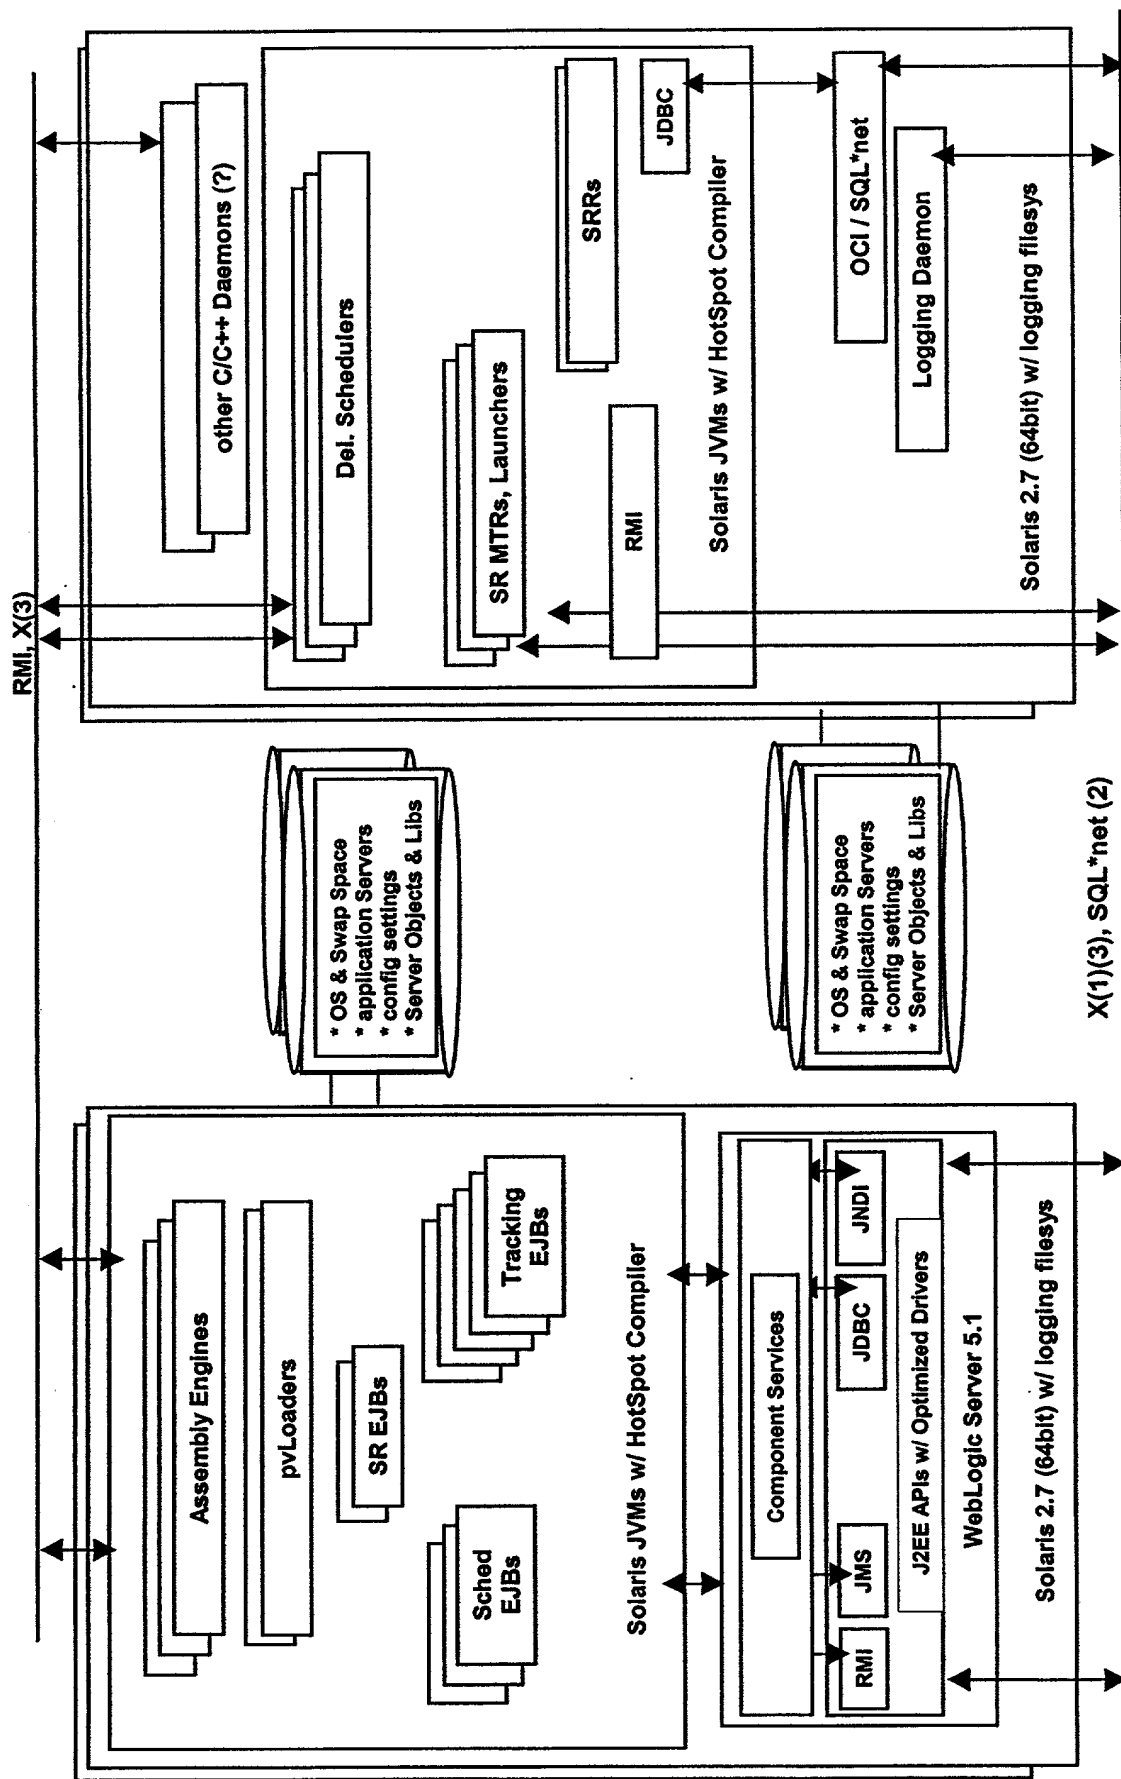 RMI, X(3)
Assembly Engines
pvLoaders
SR EJBs
Sched
EJBs
Tracking
EJBs
Solaris JVMs w/ HotSpot Compiler
Component Services
RMI
JMS
JDBC
JNDI
J2EE APIs w/ Optimized Drivers
WebLogic Server 5.1
Solaris 2.7 (64bit) w/ logging filesys
* OS & Swap Space
* application Servers
* config settings
* Server Objects & Libs
* OS & Swap Space
* application Servers
* config settings
* Server Objects & Libs
X(1)(3), SQL*net (2)
other C/C++ Daemons (?)
Del. Schedulers
SR MTRs, Launchers
SRRs
RMI
JDBC
Solaris JVMs w/ HotSpot Compiler
OCI / SQL*net
Logging Daemon
Solaris 2.7 (64bit) w/ logging filesys